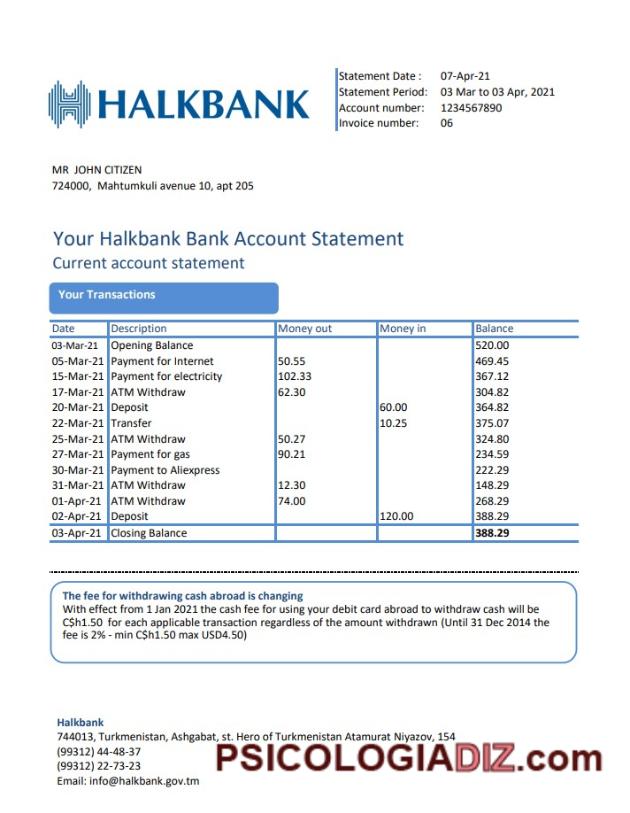 HALKBANK
Statement Date : 07-Apr-21
Statement Period: 03 Mar to 03 Apr, 2021
Account number: 1234567890
Invoice number: 06
MR JOHN CITIZEN
724000, Mahtumkuli avenue 10, apt 205
Your Halkbank Bank Account Statement
Current account statement
Your Transactions
Date Description Money out Money in Balance
03-Mar-21 Opening Balance 520.00
05-Mar-21 Payment for Internet 50.55 469.45
15-Mar-21 Payment for electricity 102.33 367.12
17-Mar-21 ATM Withdraw 62.30 304.82
20-Mar-21 Deposit 60.00 364.82
22-Mar-21 Transfer 10.25 375.07
25-Mar-21 ATM Withdraw 50.27 324.80
27-Mar-21 Payment for gas 90.21 234.59
30-Mar-21 Payment to Aliexpress 222.29
31-Mar-21 ATM Withdraw 12.30 148.29
01-Apr-21 ATM Withdraw 74.00 268.29
02-Apr-21 Deposit 120.00 388.29
03-Apr-21 Closing Balance 388.29
The fee for withdrawing cash abroad is changing
With effect from 1 Jan 2021 the cash fee for using your debit card abroad to withdraw cash will be
C$h1.50 for each applicable transaction regardless of the amount withdrawn (Until 31 Dec 2014 the
fee is 2% - min C$h1.50 max USD4.50)
Halkbank
744013, Turkmenistan, Ashgabat, st. Hero of Turkmenistan Atamurat Niyazov, 154
(99312) 44-48-37
(99312) 22-73-23
Email: info@halkbank.gov.tm
PSICOLOGIADIZ.com